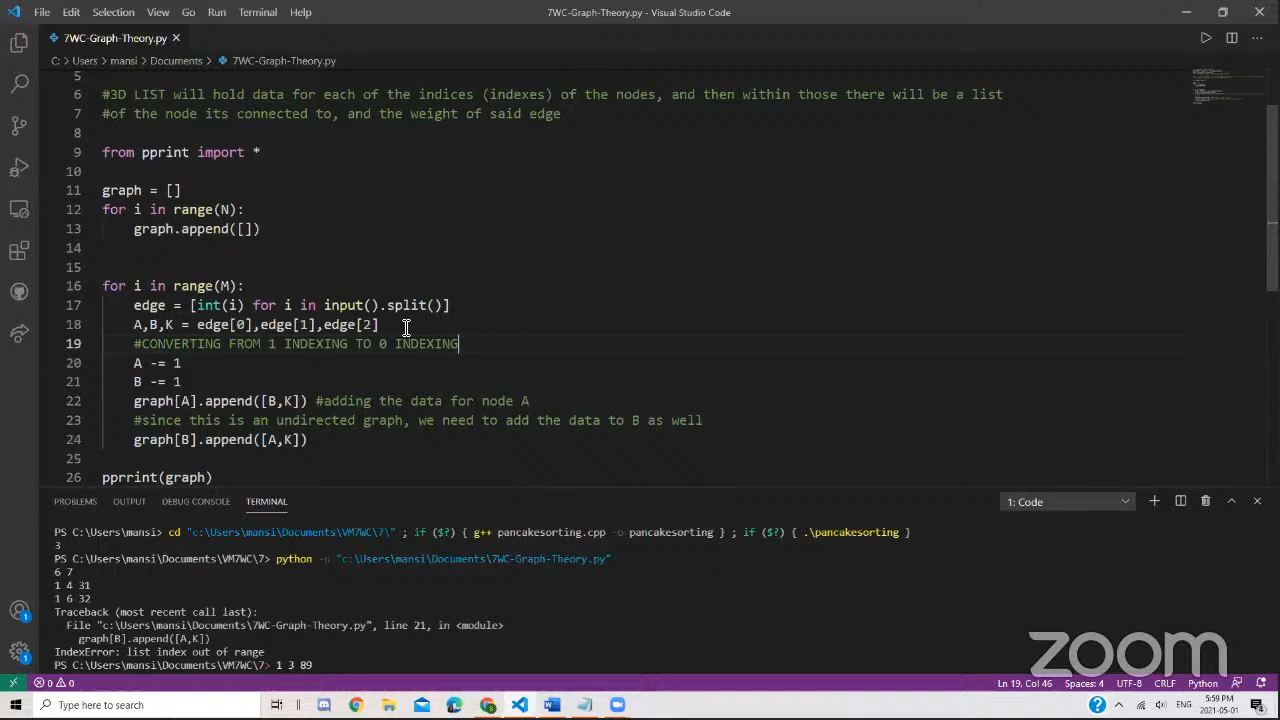 File Edit Selection View Go Run Terminal Help 7WC-Graph-Theory.py - Visual Studio Code
7WC-Graph-Theory.py
C: > Users > mansi > Documents > 7WC-Graph-Theory.py
5
6 #3D LIST will hold data for each of the indices (indexes) of the nodes, and then within those there will be a list
7 #of the node its connected to, and the weight of said edge
8
9 from pprint import *
10
11 graph = []
12 for i in range(N):
13 graph.append([])
14
15
16 for i in range(M):
17 edge = [int(i) for i in input().split()]
18 A,B,K = edge[0],edge[1],edge[2]
19 #CONVERTING FROM 1 INDEXING TO 0 INDEXING
20 A -= 1
21 B -= 1
22 graph[A].append([B,K]) #adding the data for node A
23 #since this is an undirected graph, we need to add the data to B as well
24 graph[B].append([A,K])
25
26 pprrint(graph)
PROBLEMS OUTPUT DEBUG CONSOLE TERMINAL 1: Code
PS C:\Users\mansi> cd "c:\Users\mansi\Documents\VM7WC\7\" ; if ($?) { g++ pancakesorting.cpp -o pancakesorting } ; if ($?) { .\pancakesorting }
3
PS C:\Users\mansi\Documents\VM7WC\7> python -u "c:\Users\mansi\Documents\7WC-Graph-Theory.py"
6 7
1 4 31
1 6 32
Traceback (most recent call last):
File "c:\Users\mansi\Documents\7WC-Graph-Theory.py", line 21, in <module>
graph[B].append([A,K])
IndexError: list index out of range
PS C:\Users\mansi\Documents\VM7WC\7> 1 3 89
zoom
0 0 Ln 19, Col 46 Spaces: 4 UTF-8 CRLF Python
Type here to search ENG 5:59 PM
2021-05-01